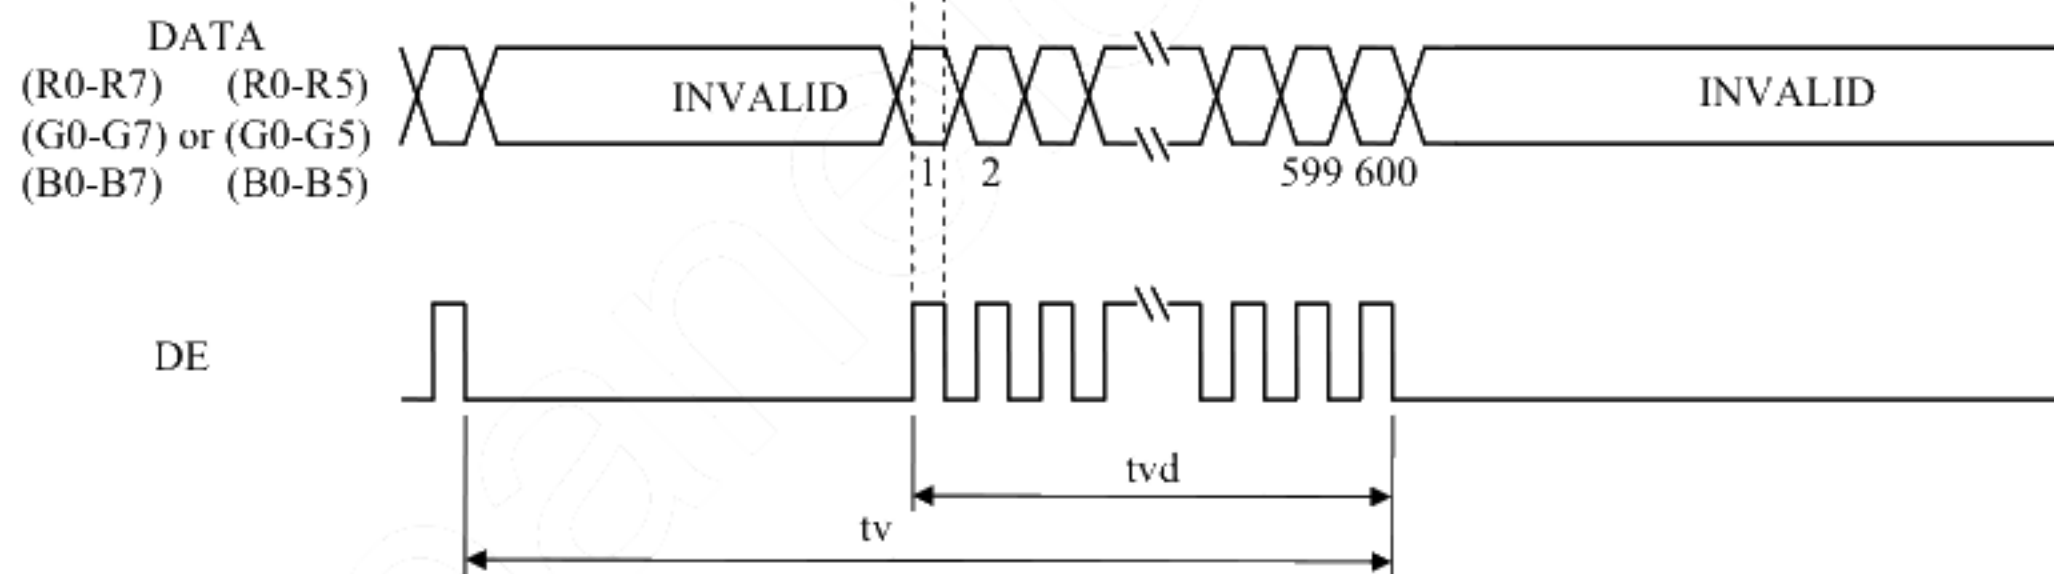 DATA
(R0-R7) (R0-R5)
(G0-G7) or (G0-G5)
(B0-B7) (B0-B5)
INVALID
INVALID
1 2 599 600
DE
tvd
tv